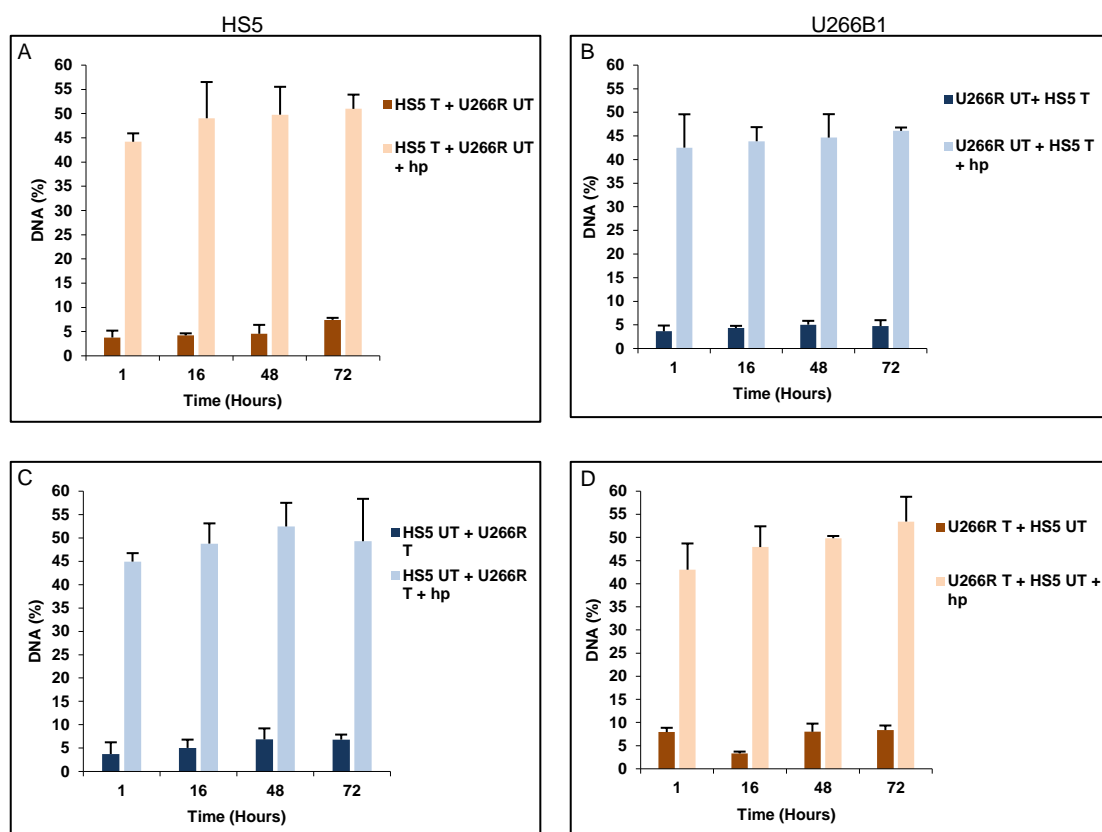 HS5
U266B1
A
60
55
50
45
40
35
30
25
20
15
10
5
0
DNA (%)
1 16 48 72
Time (Hours)
HS5 T + U266R UT
HS5 T + U266R UT
+ hp
B
60
55
50
45
40
35
30
25
20
15
10
5
0
DNA (%)
1 16 48 72
Time (Hours)
U266R UT+ HS5 T
U266R UT + HS5 T
+ hp
C
60
55
50
45
40
35
30
25
20
15
10
5
0
DNA (%)
1 16 48 72
Time (Hours)
HS5 UT + U266R
T
HS5 UT + U266R
T + hp
D
60
55
50
45
40
35
30
25
20
15
10
5
0
DNA (%)
1 16 48 72
Time (Hours)
U266R T + HS5 UT
U266R T + HS5 UT +
hp